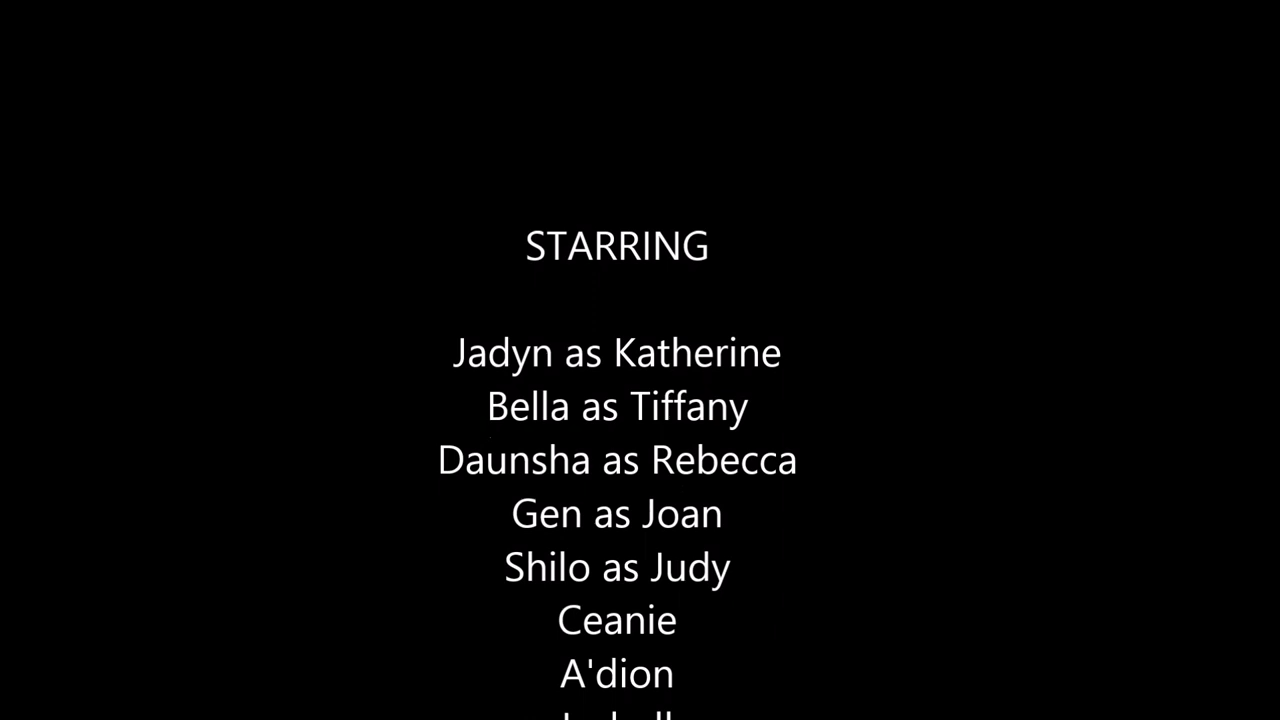 STARRING
Jadyn as Katherine
Bella as Tiffany
Daunsha as Rebecca
Gen as Joan
Shilo as Judy
Ceanie
A'dion